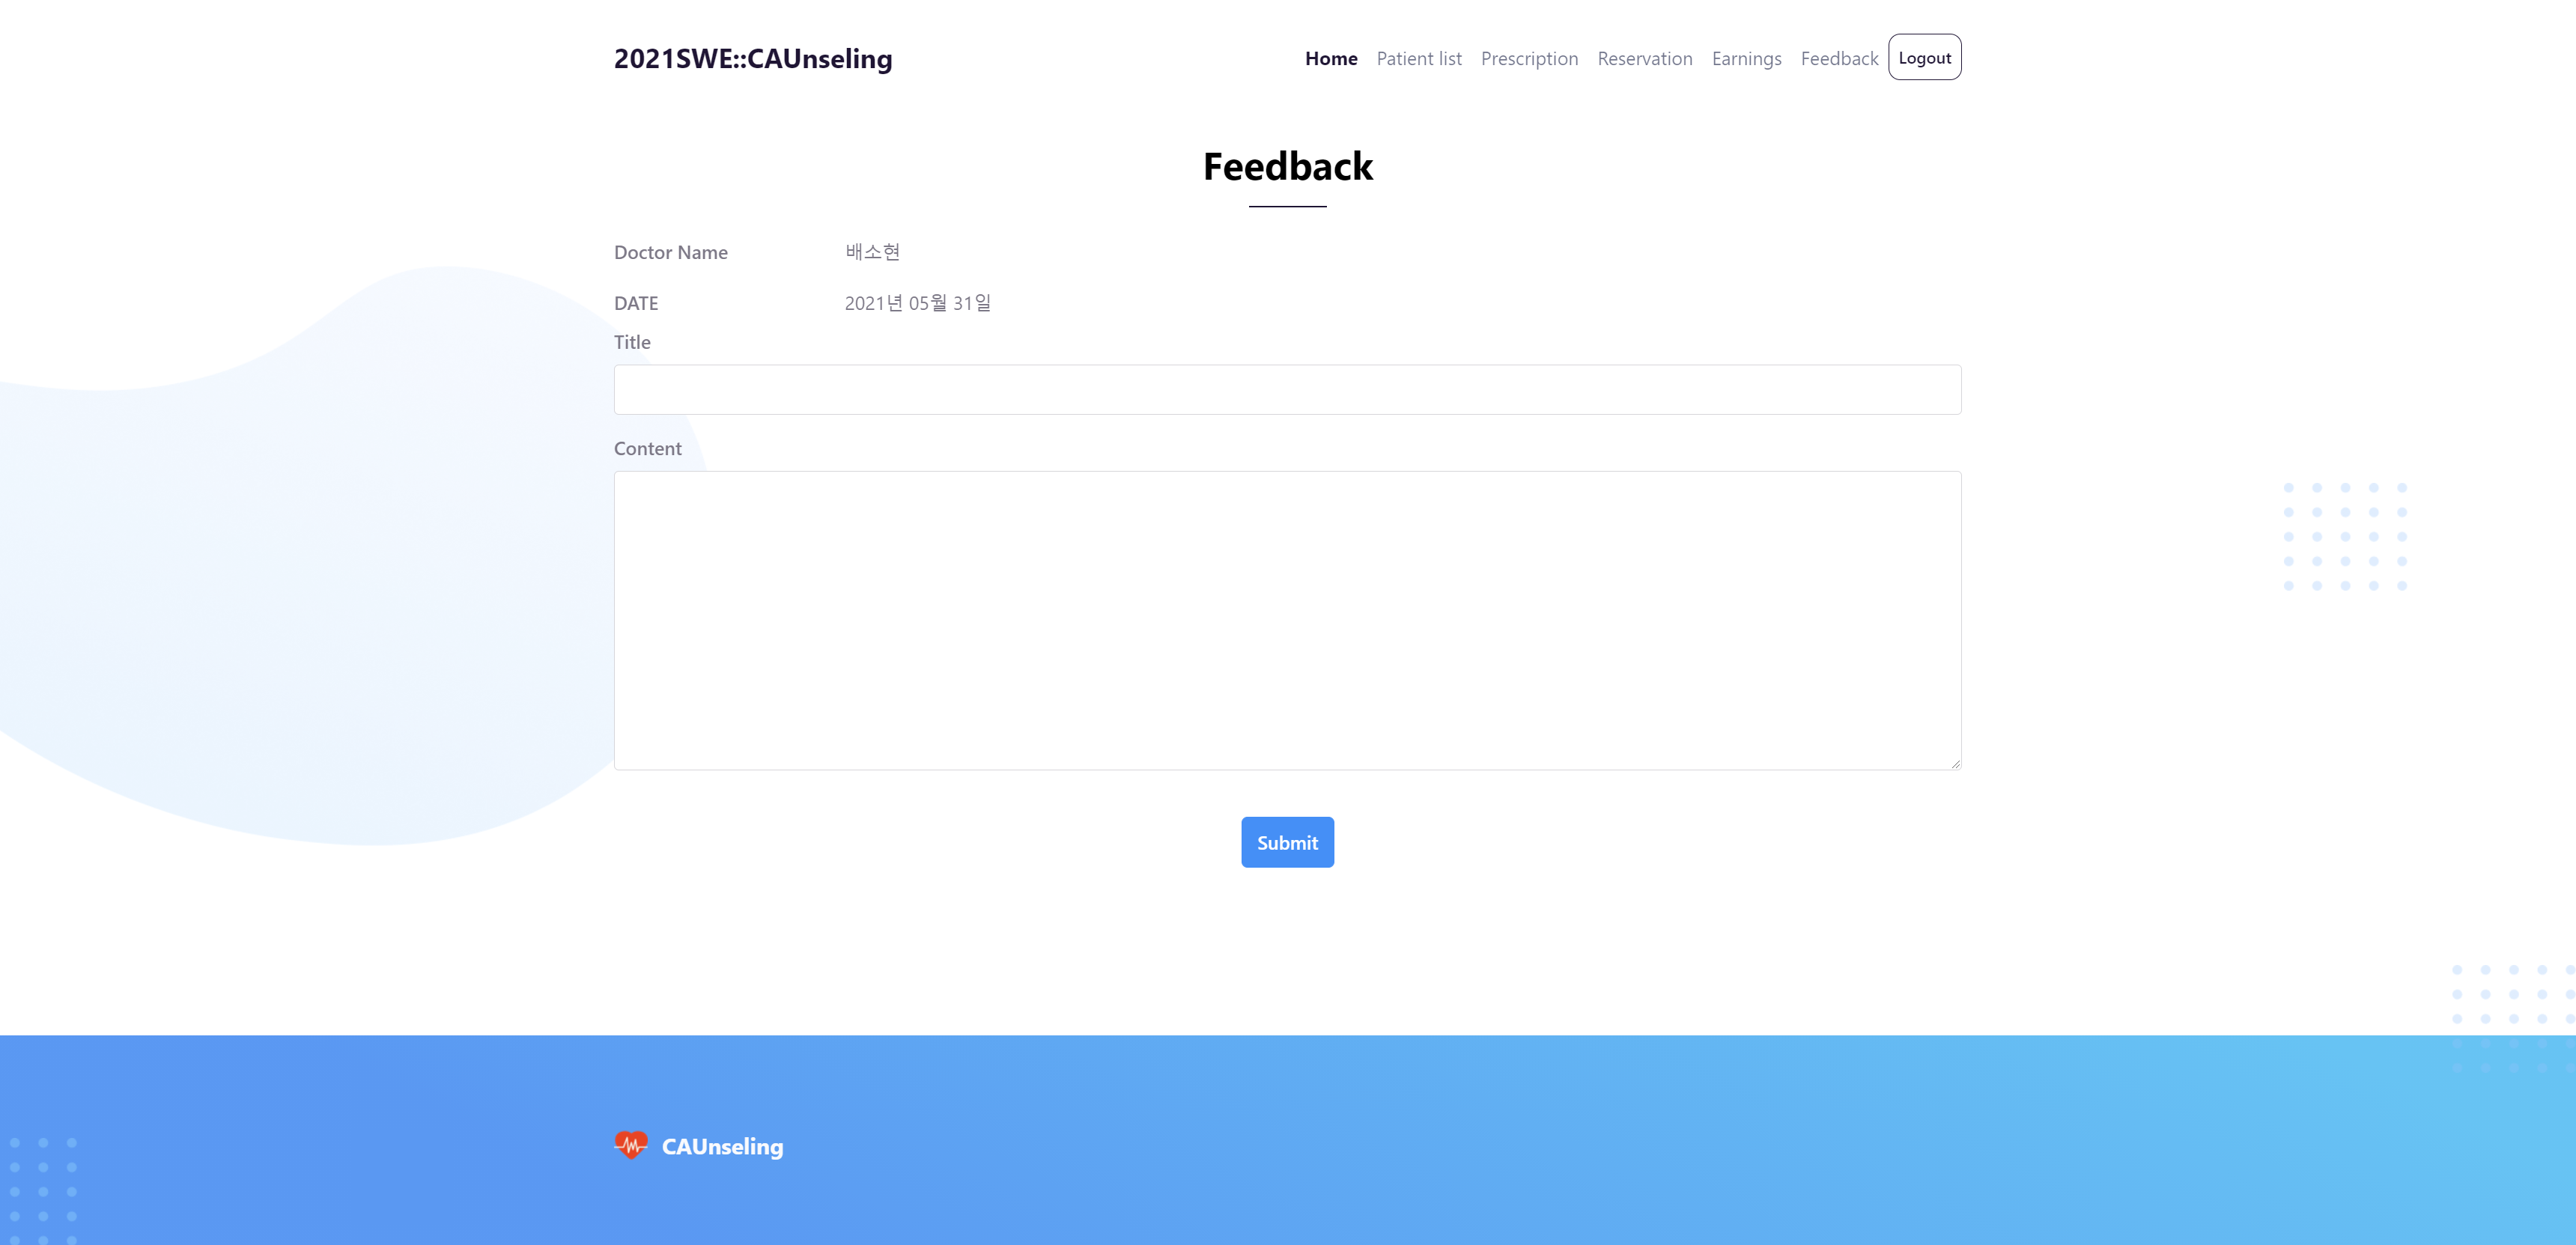 2021SWE::CAUnseling
Home Patient list Prescription Reservation Earnings Feedback Logout
Feedback
Doctor Name 배소현
DATE 2021년 05월 31일
Title
Content
Submit
CAUnseling